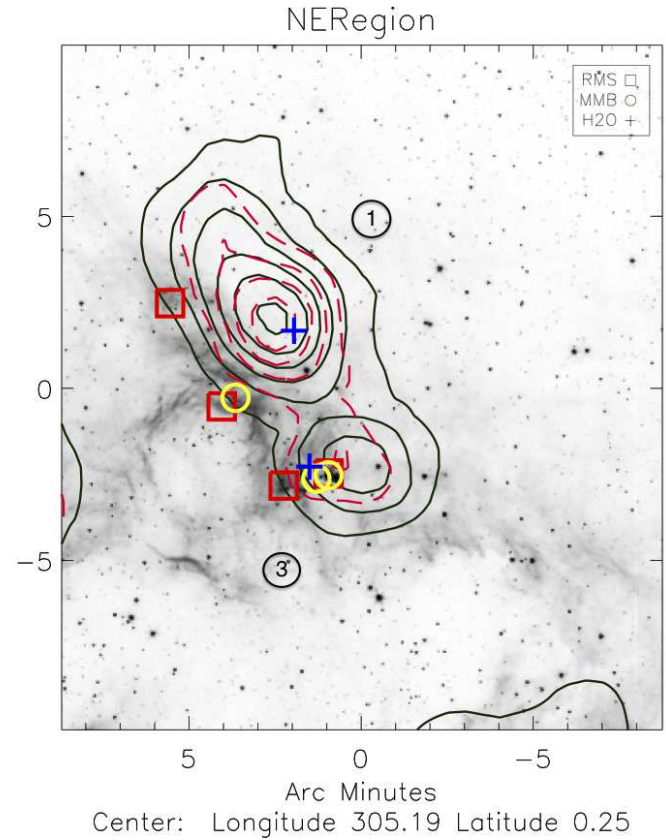 NERegion
RMS □
MMB ○
H2O +
1
5
0
3
−5
5 0 −5
Arc Minutes
Center: Longitude 305.19 Latitude 0.25